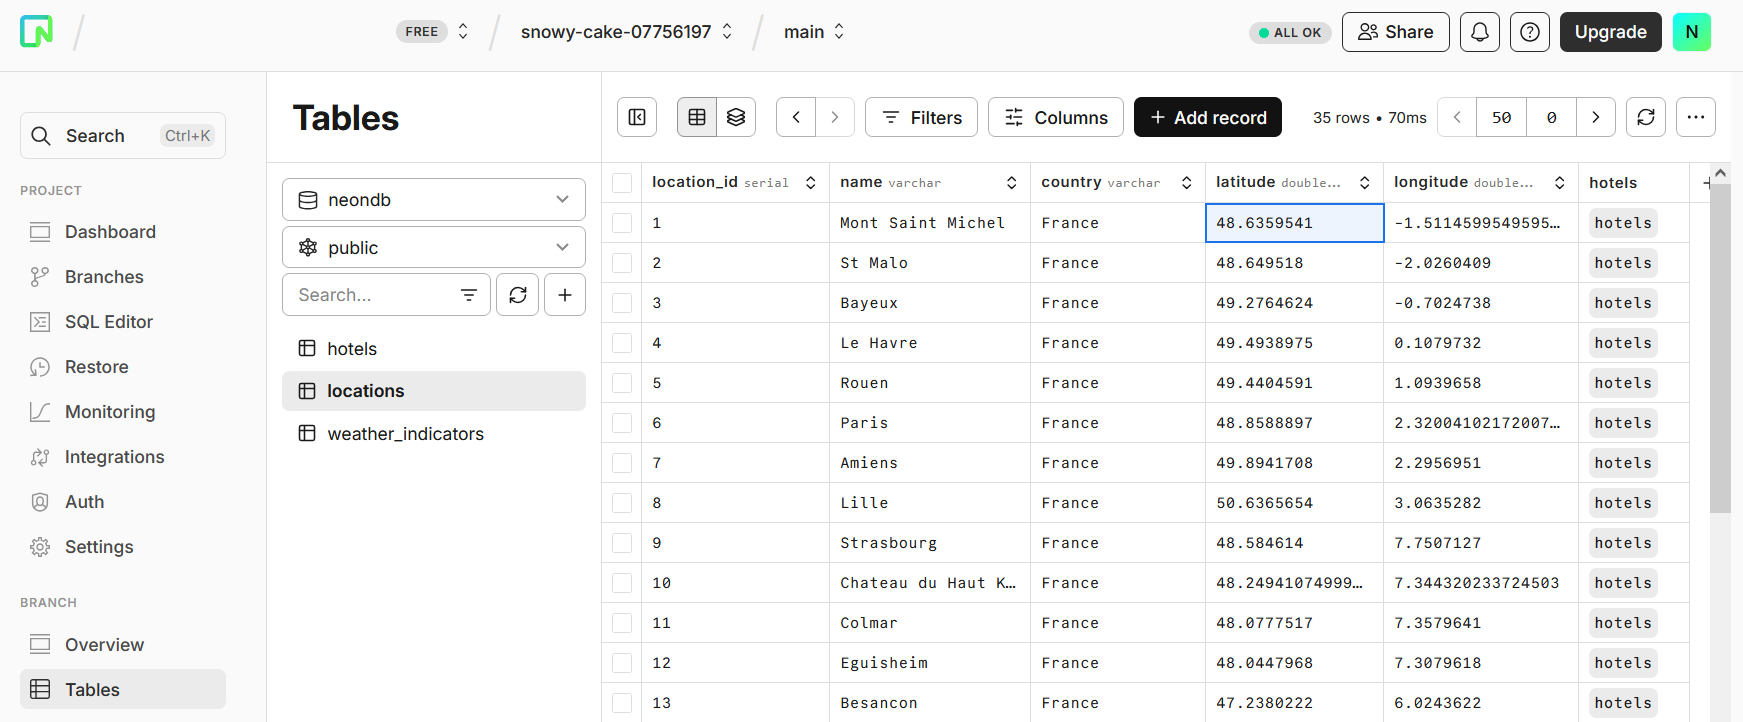 FREE
snowy-cake-07756197
main
ALL OK
Share
Upgrade
N
Search Ctrl+K
PROJECT
Dashboard
Branches
SQL Editor
Restore
Monitoring
Integrations
Auth
Settings
BRANCH
Overview
Tables
Tables
neondb
public
Search...
hotels
locations
weather_indicators
Filters
Columns
Add record
35 rows • 70ms
50
0
location_id serial name varchar country varchar latitude double... longitude double... hotels
1 Mont Saint Michel France 48.6359541 -1.5114599549595... hotels
2 St Malo France 48.649518 -2.0260409 hotels
3 Bayeux France 49.2764624 -0.7024738 hotels
4 Le Havre France 49.4938975 0.1079732 hotels
5 Rouen France 49.4404591 1.0939658 hotels
6 Paris France 48.8588897 2.32004102172007... hotels
7 Amiens France 49.8941708 2.2956951 hotels
8 Lille France 50.6365654 3.0635282 hotels
9 Strasbourg France 48.584614 7.7507127 hotels
10 Chateau du Haut K... France 48.24941074999... 7.344320233724503 hotels
11 Colmar France 48.0777517 7.3579641 hotels
12 Eguisheim France 48.0447968 7.3079618 hotels
13 Besancon France 47.2380222 6.0243622 hotels